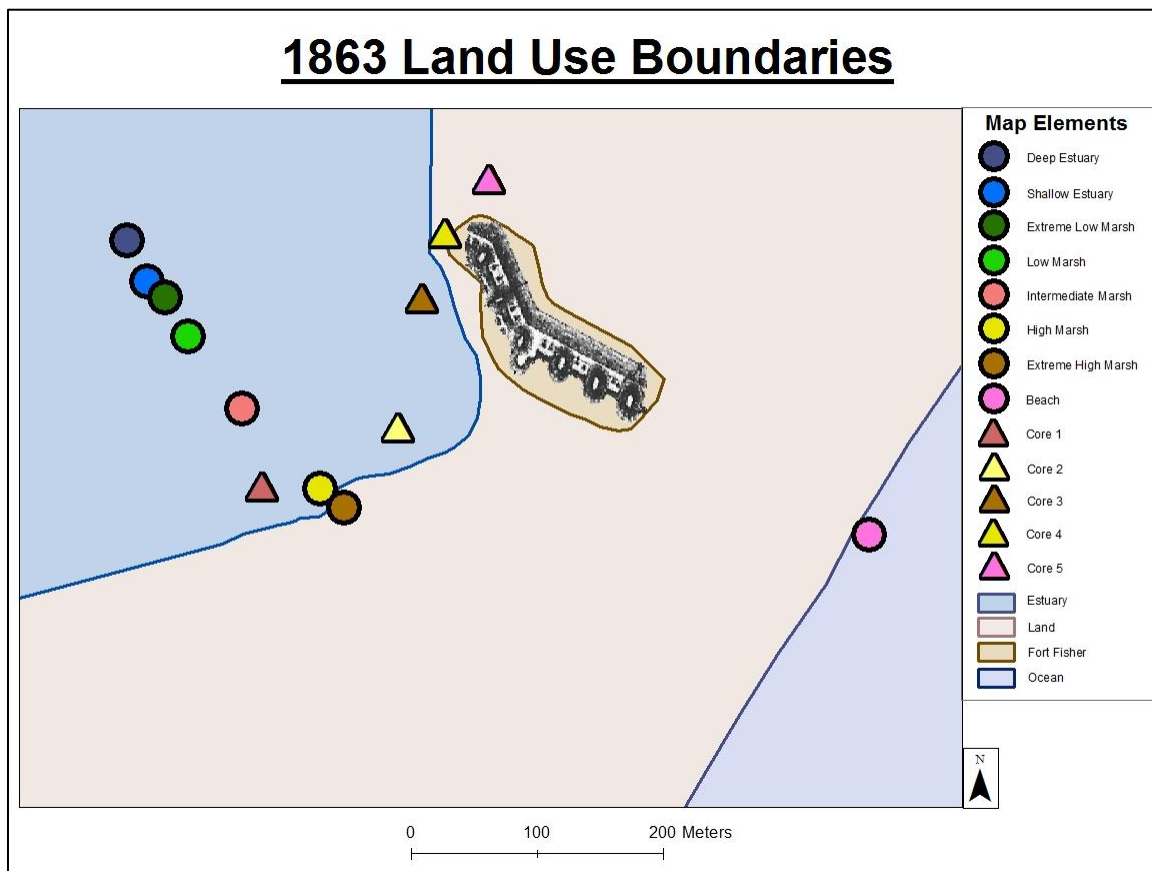 1863 Land Use Boundaries
Map Elements
Deep Estuary
Shallow Estuary
Extreme Low Marsh
Low Marsh
Intermediate Marsh
High Marsh
Extreme High Marsh
Beach
Core 1
Core 2
Core 3
Core 4
Core 5
Estuary
Land
Fort Fisher
Ocean
N
0 100 200 Meters